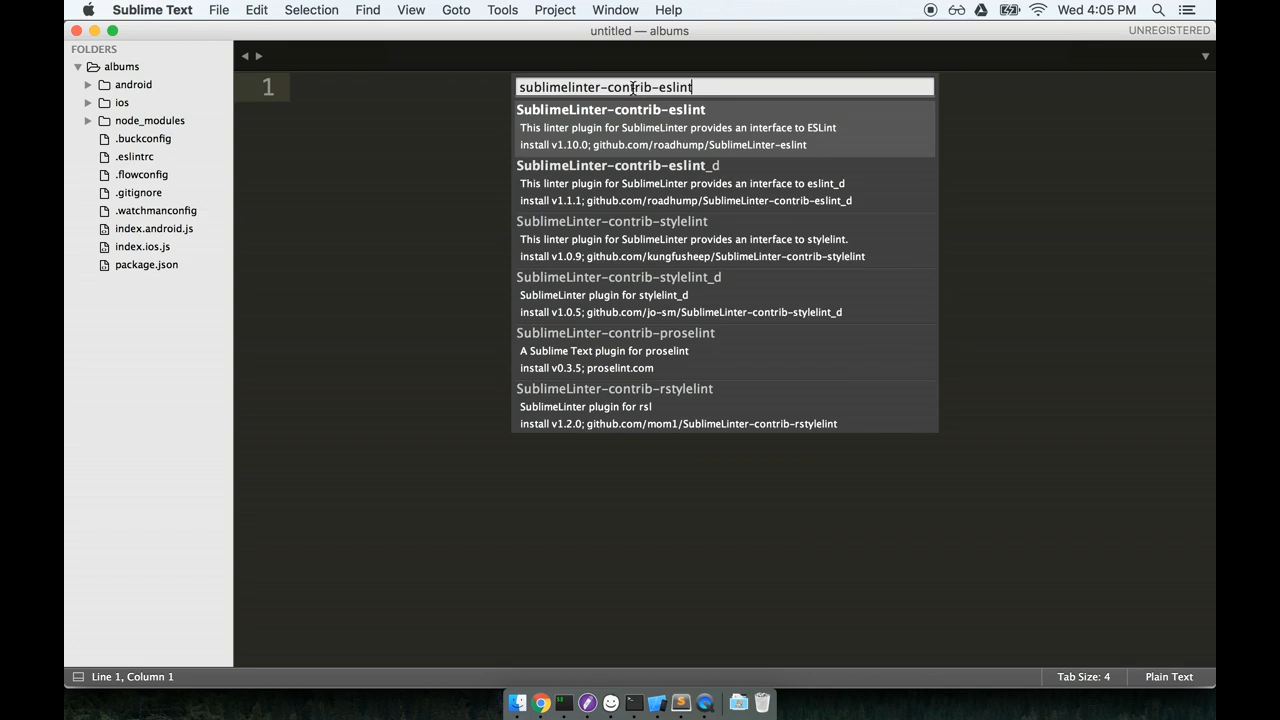 Sublime Text File Edit Selection Find View Goto Tools Project Window Help Wed 4:05 PM
untitled — albums UNREGISTERED
FOLDERS
albums
android
ios
node_modules
.buckconfig
.eslintrc
.flowconfig
.gitignore
.watchmanconfig
index.android.js
index.ios.js
package.json
1
sublimelinter-contrib-eslint
SublimeLinter-contrib-eslint
This linter plugin for SublimeLinter provides an interface to ESLint
install v1.10.0; github.com/roadhump/SublimeLinter-eslint
SublimeLinter-contrib-eslint_d
This linter plugin for SublimeLinter provides an interface to eslint_d
install v1.1.1; github.com/roadhump/SublimeLinter-contrib-eslint_d
SublimeLinter-contrib-stylelint
This linter plugin for SublimeLinter provides an interface to stylelint.
install v1.0.9; github.com/kungfusheep/SublimeLinter-contrib-stylelint
SublimeLinter-contrib-stylelint_d
SublimeLinter plugin for stylelint_d
install v1.0.5; github.com/jo-sm/SublimeLinter-contrib-stylelint_d
SublimeLinter-contrib-proselint
A Sublime Text plugin for proselint
install v0.3.5; proselint.com
SublimeLinter-contrib-rstylelint
SublimeLinter plugin for rsl
install v1.2.0; github.com/mom1/SublimeLinter-contrib-rstylelint
Line 1, Column 1 Tab Size: 4 Plain Text